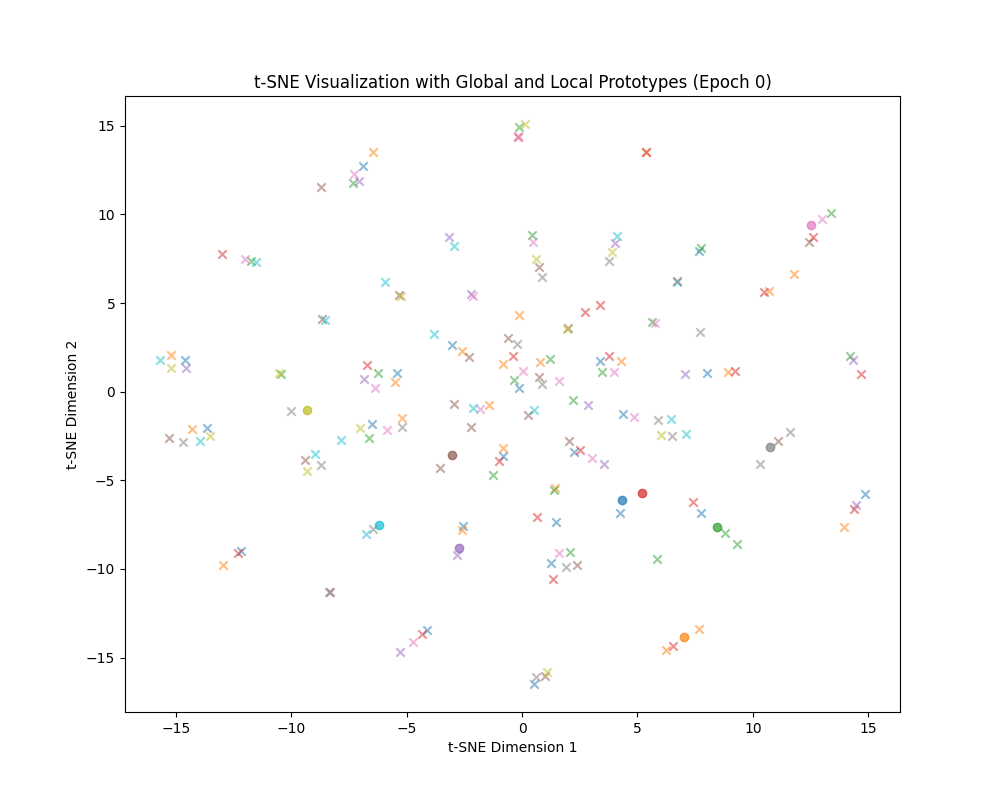 t-SNE Visualization with Global and Local Prototypes (Epoch 0)
15
10
5
0
−5
−10
−15
t-SNE Dimension 2
−15 −10 −5 0 5 10 15
t-SNE Dimension 1